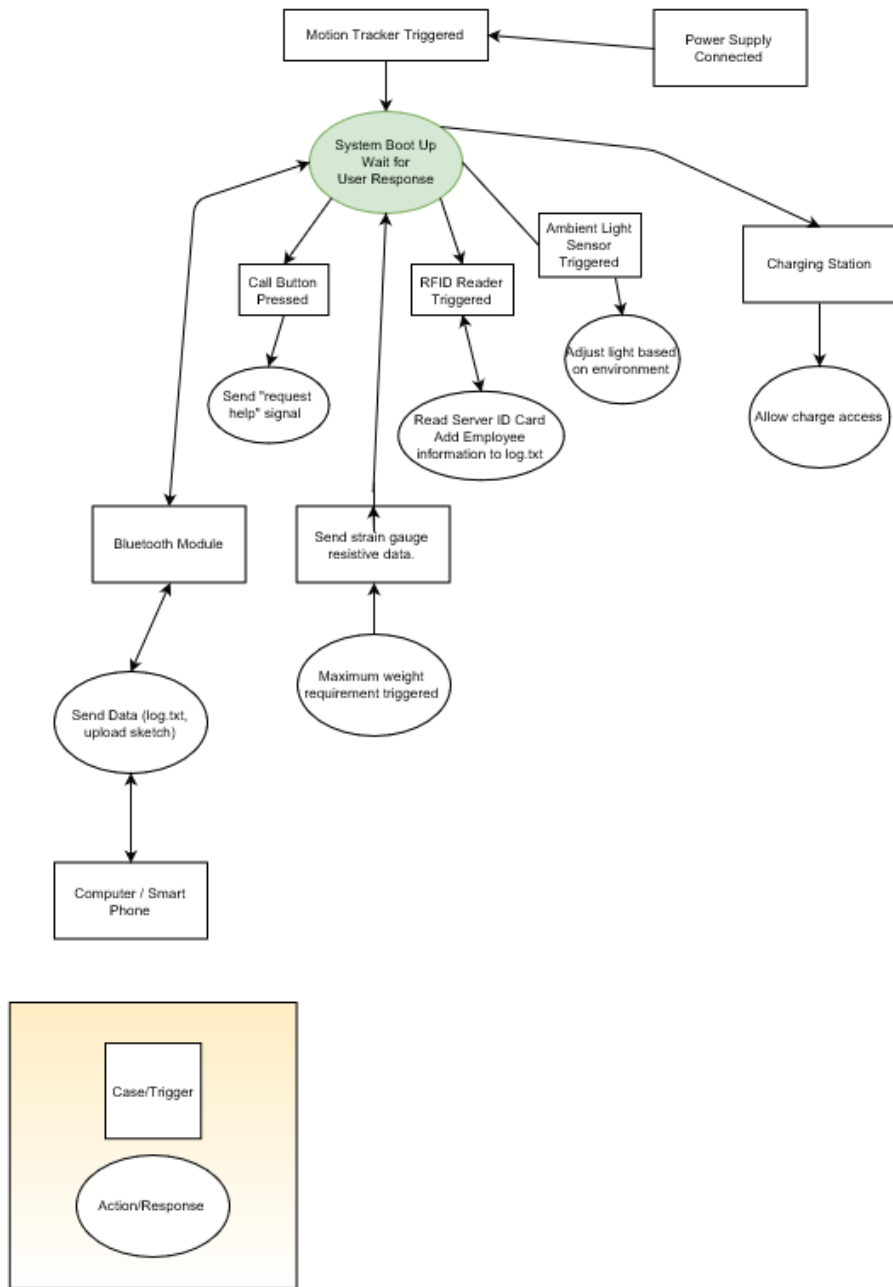 Motion Tracker Triggered
Power Supply
Connected
System Boot Up
Wait for
User Response
Ambient Light
Sensor
Triggered
Charging Station
Call Button
Pressed
RFID Reader
Triggered
Adjust light based
on environment
Send "request
help" signal
Read Server ID Card
Add Employee
information to log.txt
Allow charge access
Bluetooth Module
Send strain gauge
resistive data.
Maximum weight
requirement triggered
Send Data (log.txt,
upload sketch)
Computer / Smart
Phone
Case/Trigger
Action/Response